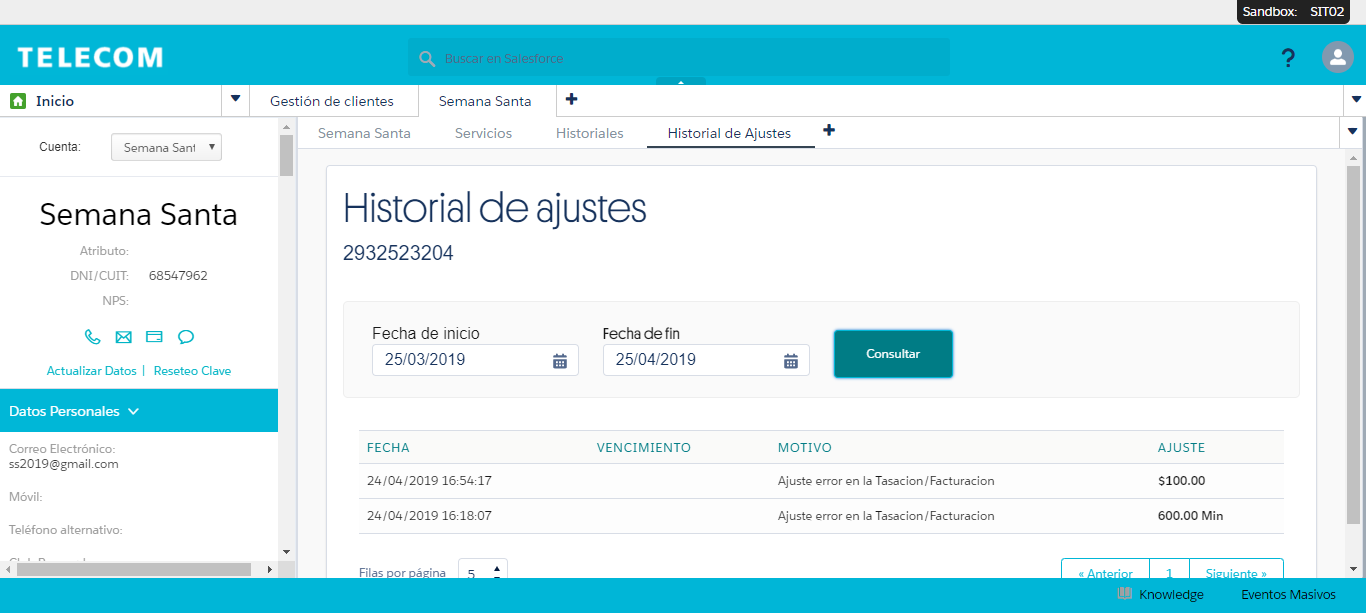 Sandbox: SIT02
TELECOM
Buscar en Salesforce
?
Inicio
Gestión de clientes
Semana Santa
Cuenta:
Semana Sant
Semana Santa
Servicios
Historiales
Historial de Ajustes
Semana Santa
Atributo:
DNI/CUIT: 68547962
NPS:
Actualizar Datos | Reseteo Clave
Datos Personales
Correo Electrónico:
ss2019@gmail.com
Móvil:
Teléfono alternativo:
Historial de ajustes
2932523204
Fecha de inicio
25/03/2019
Fecha de fin
25/04/2019
Consultar
FECHA VENCIMIENTO MOTIVO AJUSTE
24/04/2019 16:54:17 Ajuste error en la Tasacion/Facturacion $100.00
24/04/2019 16:18:07 Ajuste error en la Tasacion/Facturacion 600.00 Min
Filas por página 5
« Anterior 1 Siguiente »
Knowledge
Eventos Masivos